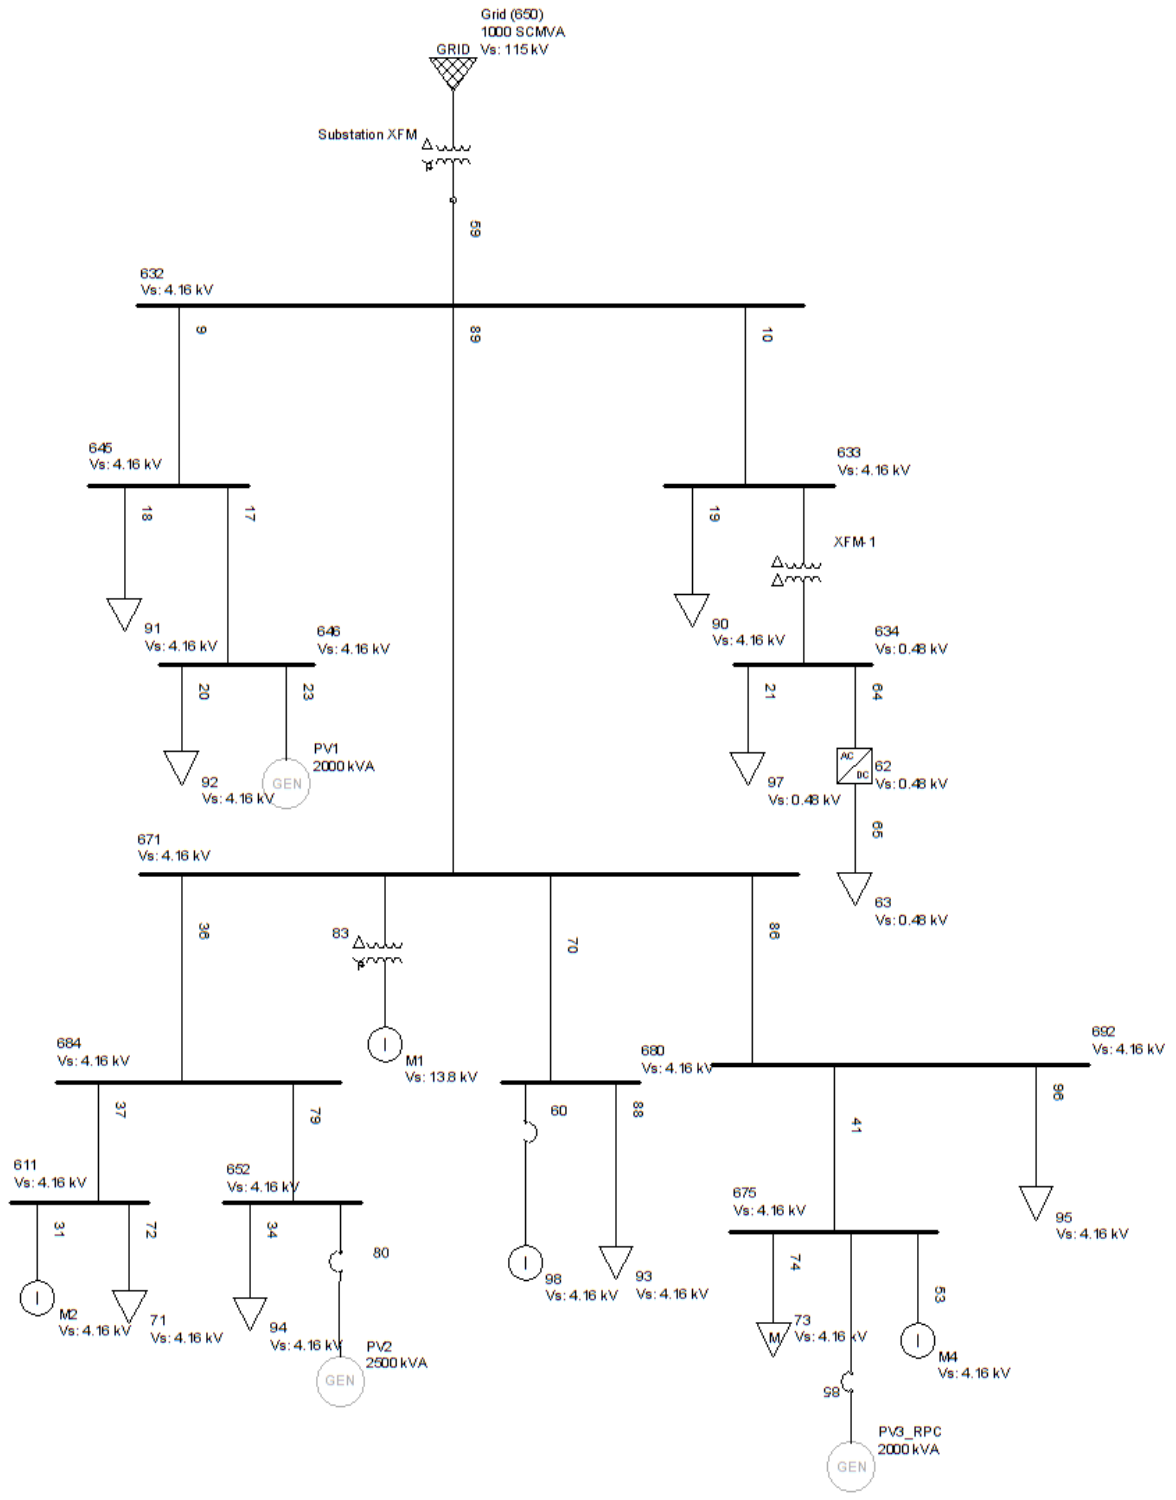 Grid (650)
1000 SCMVA
Vs: 115 kV
GRID
Substation XFM
59
632
Vs: 4.16 kV
9
89
10
645
Vs: 4.16 kV
633
Vs: 4.16 kV
18
17
19
XFM-1
91
Vs: 4.16 kV
646
Vs: 4.16 kV
90
Vs: 4.16 kV
634
Vs: 0.48 kV
20
23
21
64
PV1
2000 kVA
GEN
92
Vs: 4.16 kV
AC
DC
62
Vs: 0.48 kV
97
Vs: 0.48 kV
65
671
Vs: 4.16 kV
63
Vs: 0.48 kV
36
83
70
86
I
M1
Vs: 13.8 kV
684
Vs: 4.16 kV
680
Vs: 4.16 kV
692
Vs: 4.16 kV
37
79
60
88
41
96
611
Vs: 4.16 kV
652
Vs: 4.16 kV
675
Vs: 4.16 kV
95
Vs: 4.16 kV
31
72
34
80
74
53
I
M2
Vs: 4.16 kV
71
Vs: 4.16 kV
94
Vs: 4.16 kV
I
98
Vs: 4.16 kV
93
Vs: 4.16 kV
M
73
Vs: 4.16 kV
I
M4
Vs: 4.16 kV
PV2
2500 kVA
GEN
85
PV3_RPC
2000 kVA
GEN